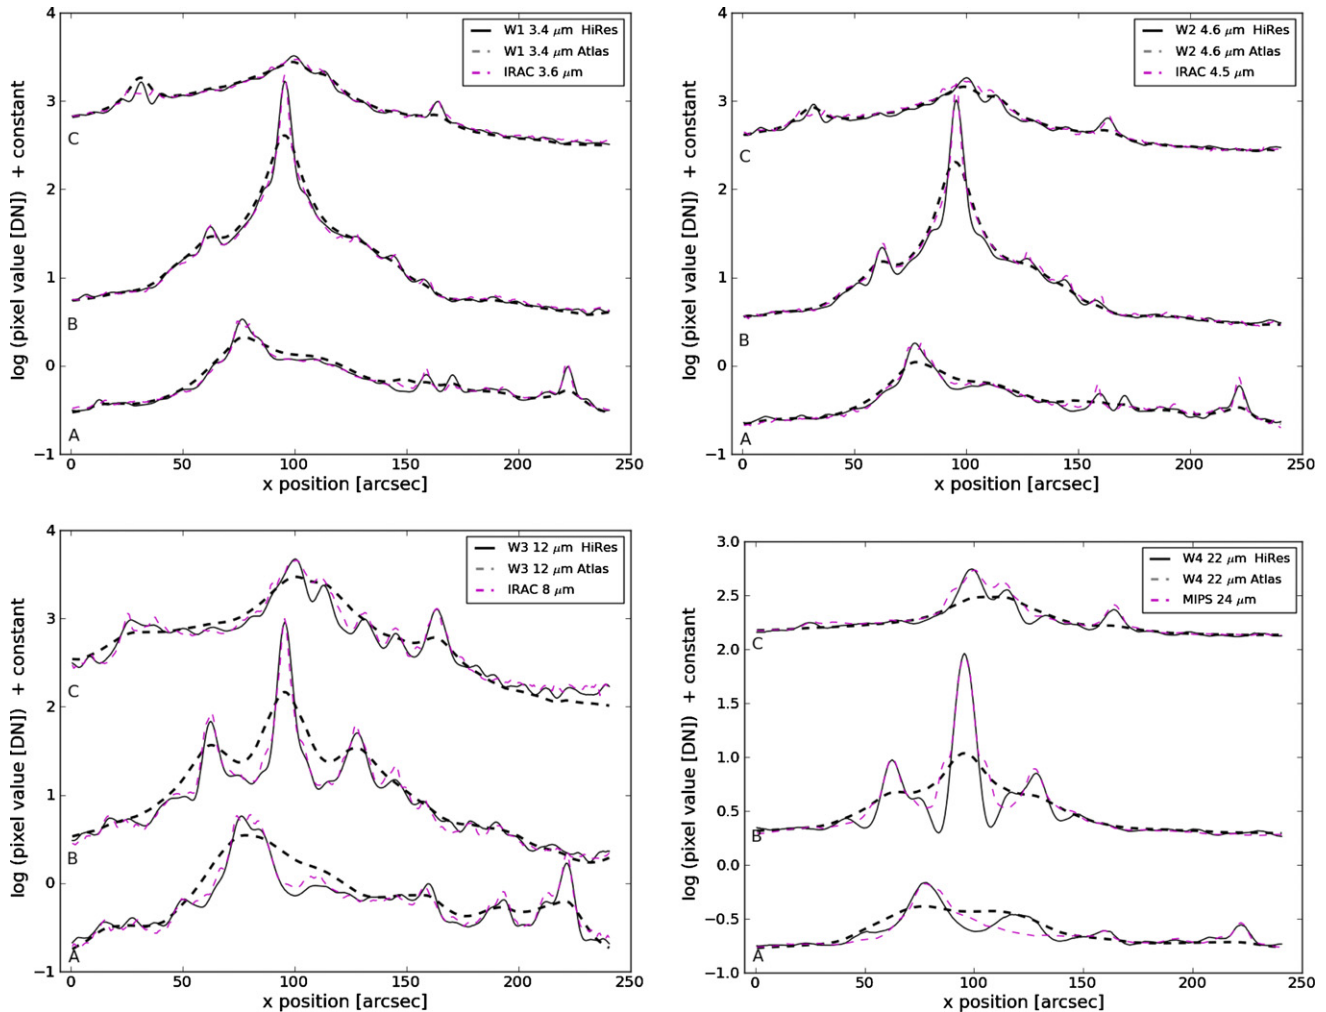 4
3
2
1
0
−1
log (pixel value [DN]) + constant
W1 3.4 μm HiRes
W1 3.4 μm Atlas
IRAC 3.6 μm
C
B
A
0 50 100 150 200 250
x position [arcsec]
4
3
2
1
0
−1
log (pixel value [DN]) + constant
W2 4.6 μm HiRes
W2 4.6 μm Atlas
IRAC 4.5 μm
C
B
A
0 50 100 150 200 250
x position [arcsec]
4
3
2
1
0
−1
log (pixel value [DN]) + constant
W3 12 μm HiRes
W3 12 μm Atlas
IRAC 8 μm
C
B
A
0 50 100 150 200 250
x position [arcsec]
3.0
2.5
2.0
1.5
1.0
0.5
0.0
−0.5
−1.0
log (pixel value [DN]) + constant
W4 22 μm HiRes
W4 22 μm Atlas
MIPS 24 μm
C
B
A
0 50 100 150 200 250
x position [arcsec]